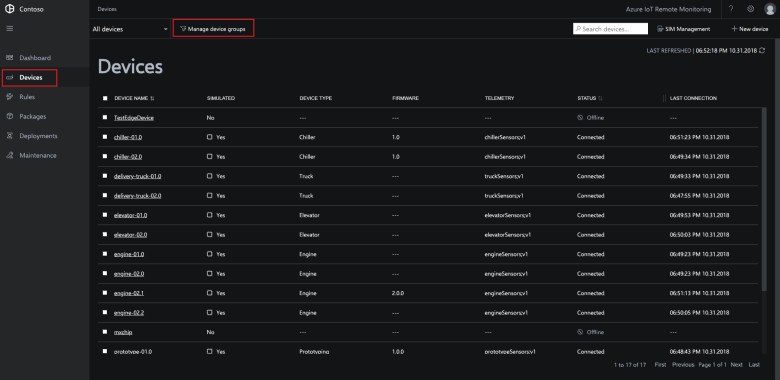 Contoso
Devices
Azure IoT Remote Monitoring
?
All devices
Manage device groups
Search devices...
SIM Management
+ New device
LAST REFRESHED | 06:52:18 PM 10.31.2018
Dashboard
Devices
Rules
Packages
Deployments
Maintenance
Devices
DEVICE NAME SIMULATED DEVICE TYPE FIRMWARE TELEMETRY STATUS LAST CONNECTION
TestEdgeDevice No --- --- --- Offline ---
chiller-01.0 Yes Chiller 1.0 chillerSensors;v1 Connected 06:51:23 PM 10.31.2018
chiller-02.0 Yes Chiller 1.0 chillerSensors;v1 Connected 06:49:34 PM 10.31.2018
delivery-truck-01.0 Yes Truck --- truckSensors;v1 Connected 06:49:33 PM 10.31.2018
delivery-truck-02.0 Yes Truck --- truckSensors;v1 Connected 06:47:55 PM 10.31.2018
elevator-01.0 Yes Elevator --- elevatorSensors;v1 Connected 06:49:53 PM 10.31.2018
elevator-02.0 Yes Elevator --- elevatorSensors;v1 Connected 06:50:03 PM 10.31.2018
engine-01.0 Yes Engine --- engineSensors;v1 Connected 06:49:23 PM 10.31.2018
engine-02.0 Yes Engine --- engineSensors;v1 Connected 06:49:23 PM 10.31.2018
engine-02.1 Yes Engine 2.0.0 engineSensors;v1 Connected 06:51:13 PM 10.31.2018
engine-02.2 Yes Engine --- engineSensors;v1 Connected 06:50:05 PM 10.31.2018
mxchip No --- --- --- Offline ---
prototype-01.0 Yes Prototyping 1.0.0 prototypeSensors;v1 Connected 06:48:43 PM 10.31.2018
1 to 17 of 17 First Previous Page 1 of 1 Next Last